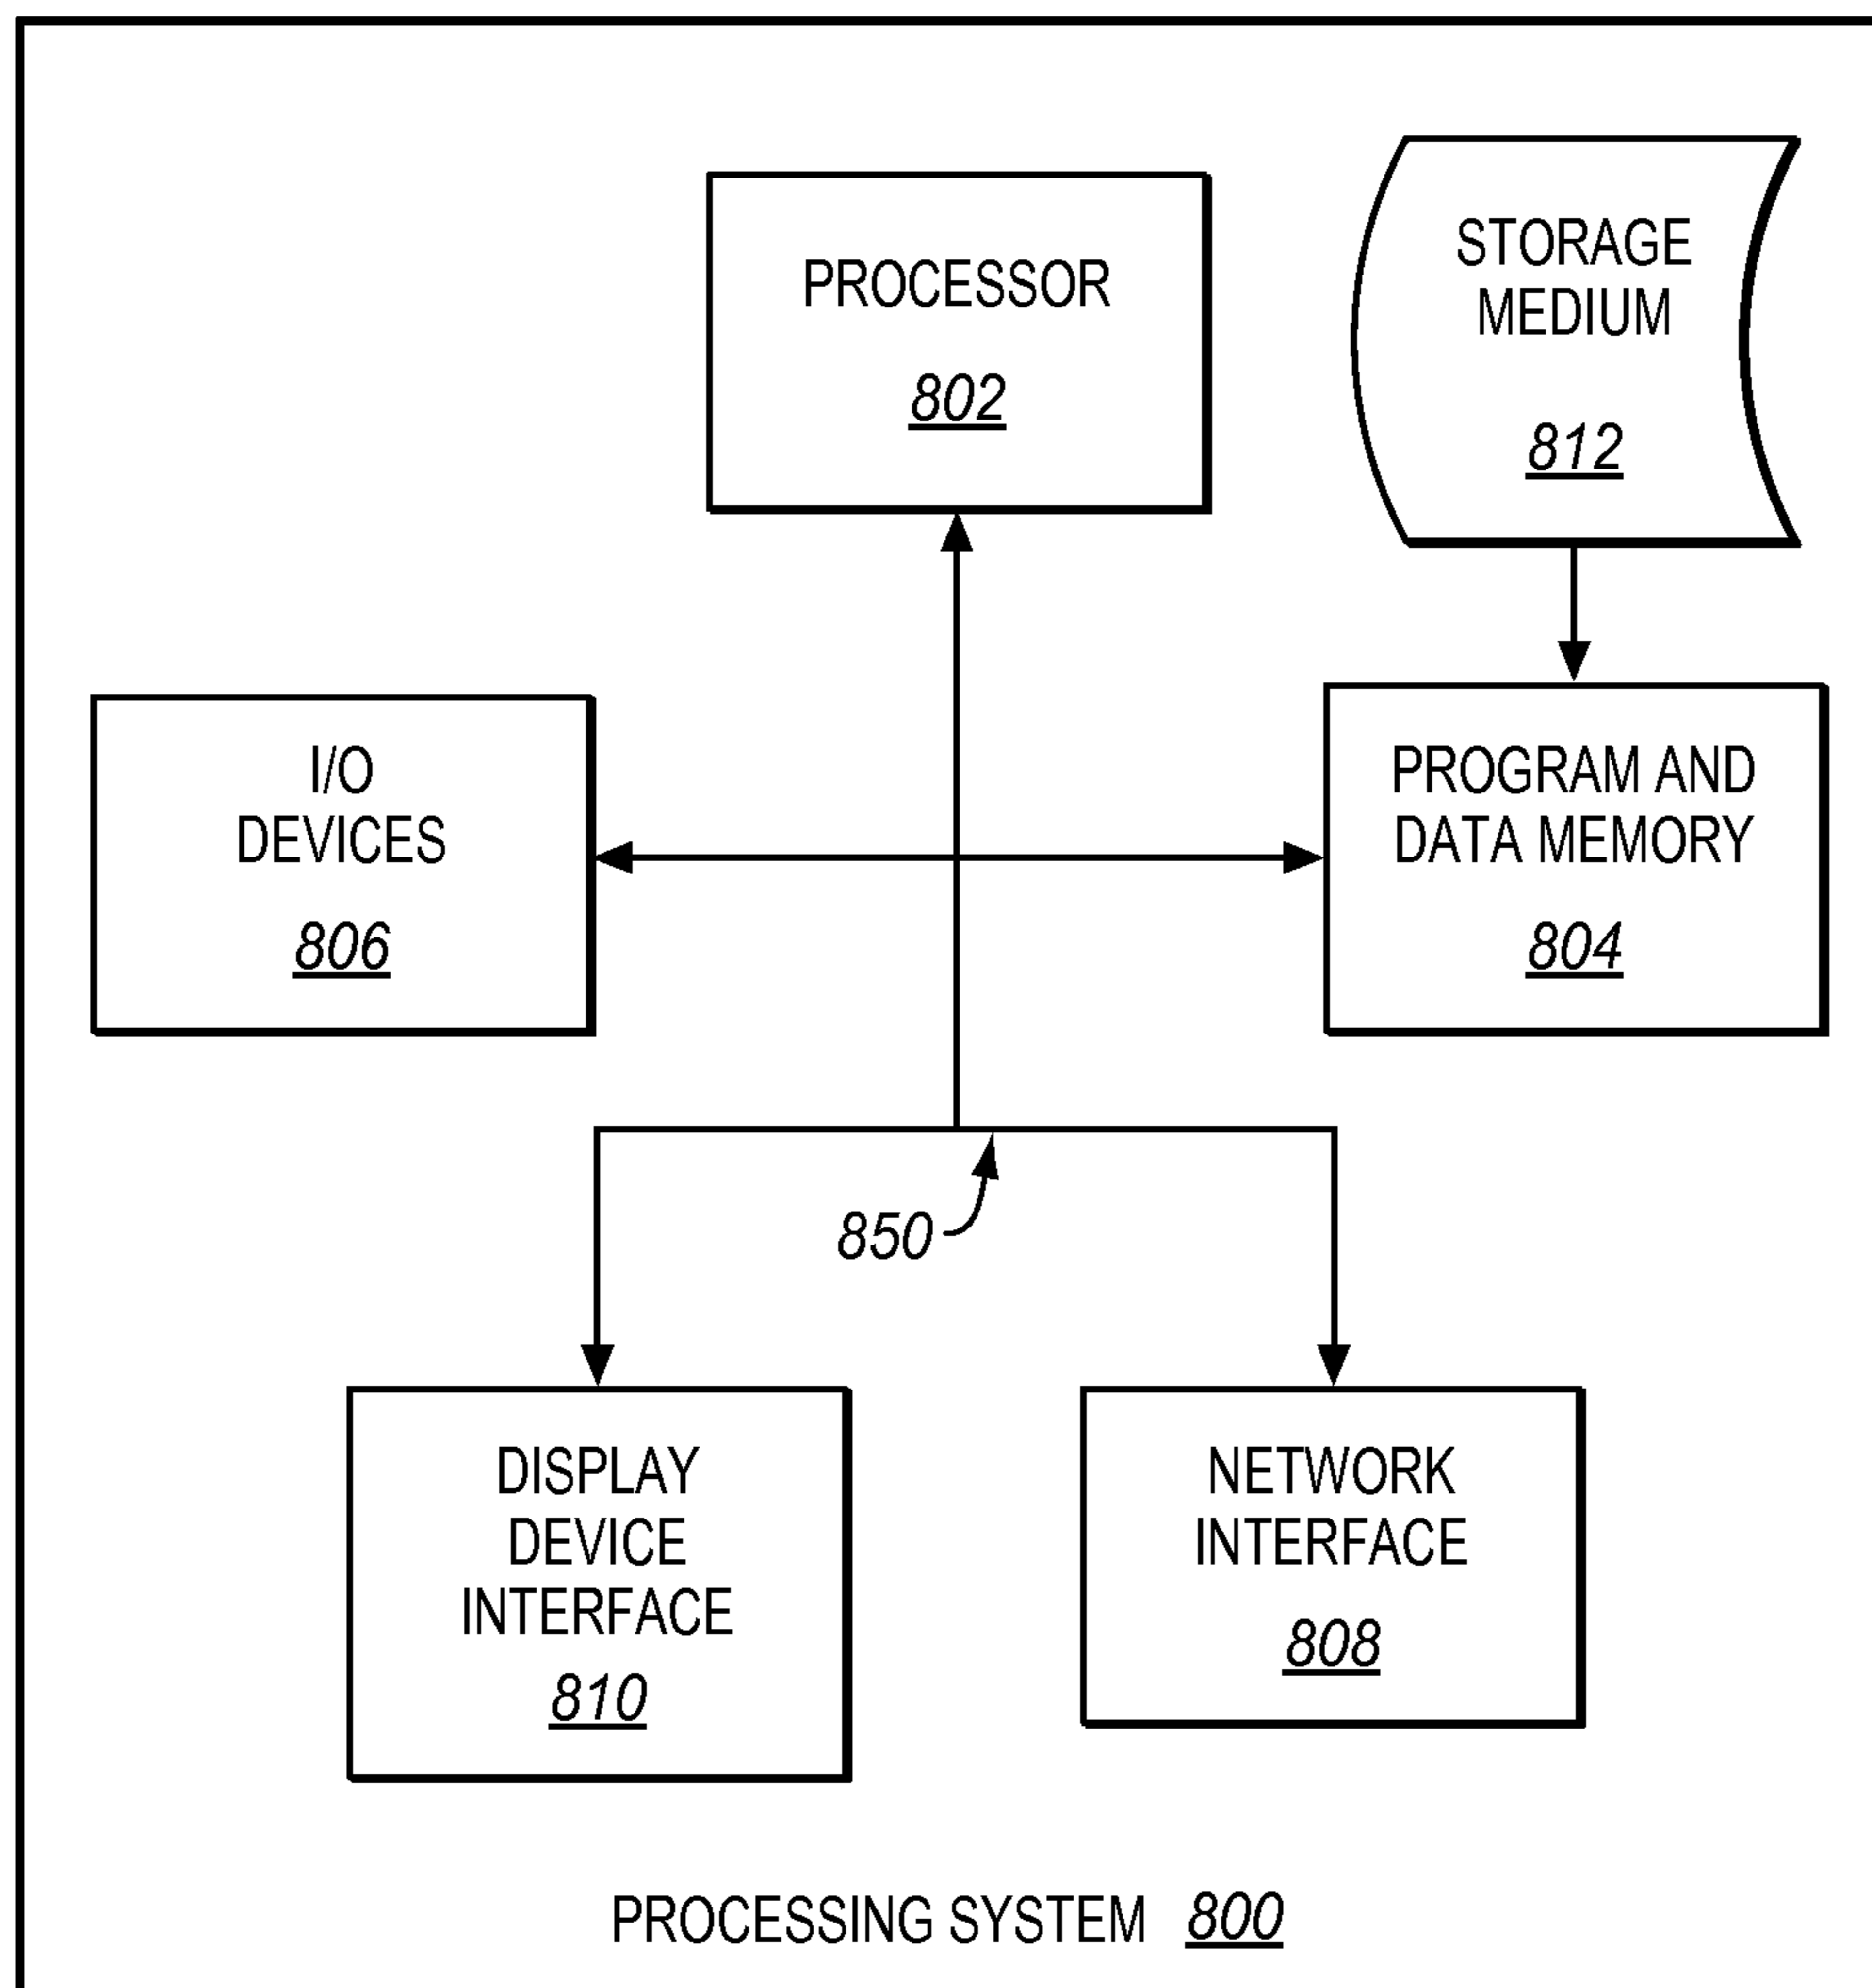 PROCESSOR
802
STORAGE
MEDIUM
812
I/O
DEVICES
806
PROGRAM AND
DATA MEMORY
804
850
DISPLAY
DEVICE
INTERFACE
810
NETWORK
INTERFACE
808
PROCESSING SYSTEM 800